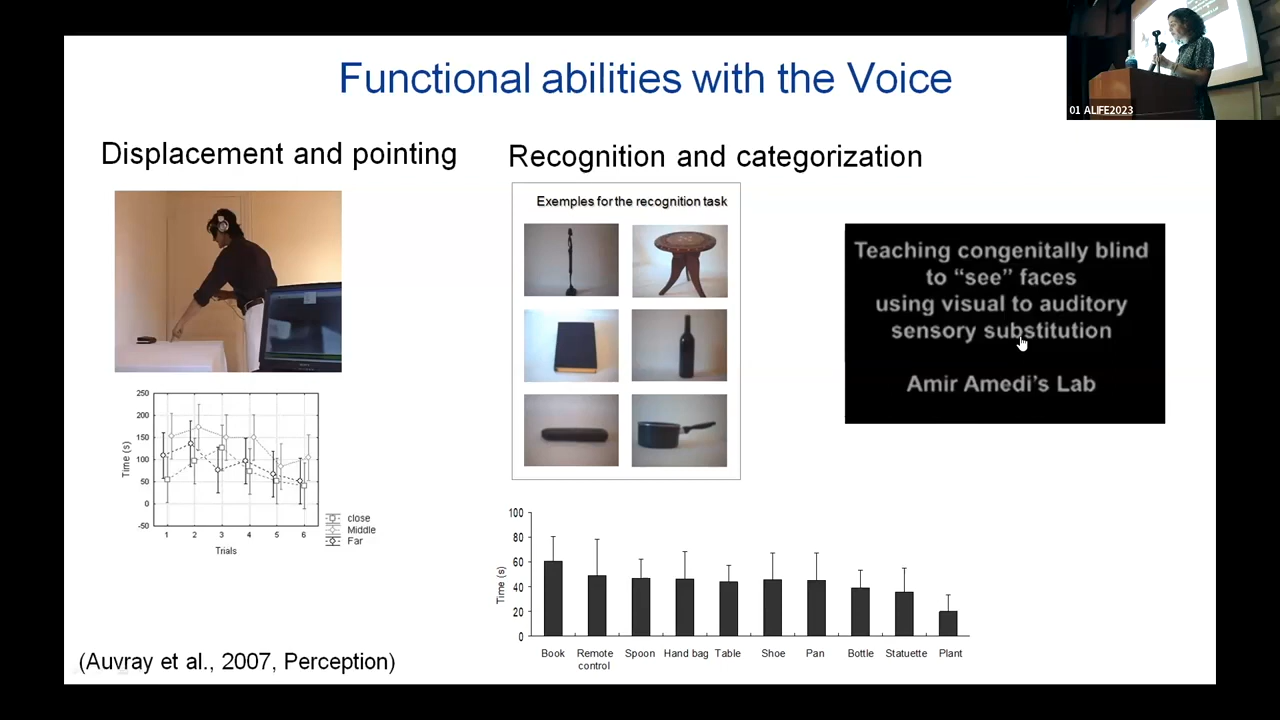 Functional abilities with the Voice
01 ALIFE2023
Displacement and pointing
Recognition and categorization
Exemples for the recognition task
Teaching congenitally blind
to “see” faces
using visual to auditory
sensory substitution
Amir Amedi’s Lab
250
200
150
100
50
0
-50
Time (s)
1 2 3 4 5 6
Trials
close
Middle
Far
100
80
60
40
20
0
Time (s)
Book Remote control Spoon Hand bag Table Shoe Pan Bottle Statuette Plant
(Auvray et al., 2007, Perception)